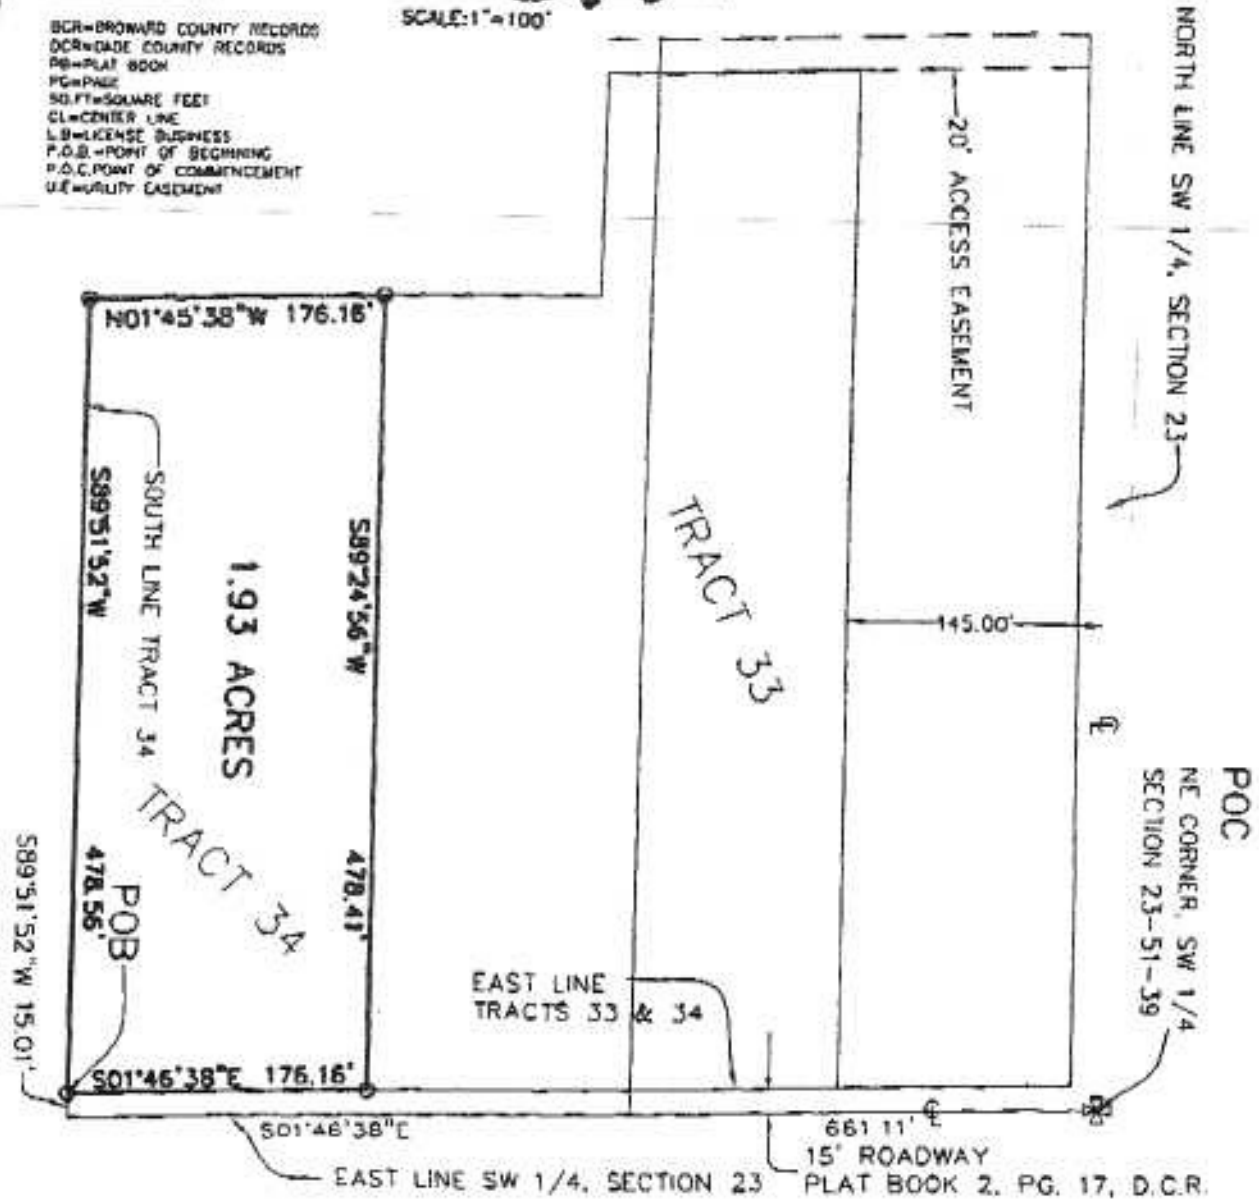 SCALE:1"=100'
BCR=BROWARD COUNTY RECORDS
DCR=DADE COUNTY RECORDS
PB=PLAT BOOK
PG=PAGE
SQ.FT=SQUARE FEET
CL=CENTER LINE
L.B=LICENSE BUSINESS
P.O.B.=POINT OF BEGINNING
P.O.C.POINT OF COMMENCEMENT
U.E=UTILITY EASEMENT
NORTH LINE SW 1/4, SECTION 23
20' ACCESS EASEMENT
N01°45'38"W 176.16'
SOUTH LINE TRACT 34
S89°51'52"W
478.56'
1.93 ACRES
S89°24'56"W
478.41'
TRACT 33
145.00'
TRACT 34
POC
NE CORNER, SW 1/4
SECTION 23-51-39
POB
S89°51'52"W 15.01'
EAST LINE
TRACTS 33 & 34
S01°46'38"E 176.16'
S01°46'38"E
661.11'
15' ROADWAY
PLAT BOOK 2, PG. 17, D.C.R.
EAST LINE SW 1/4, SECTION 23